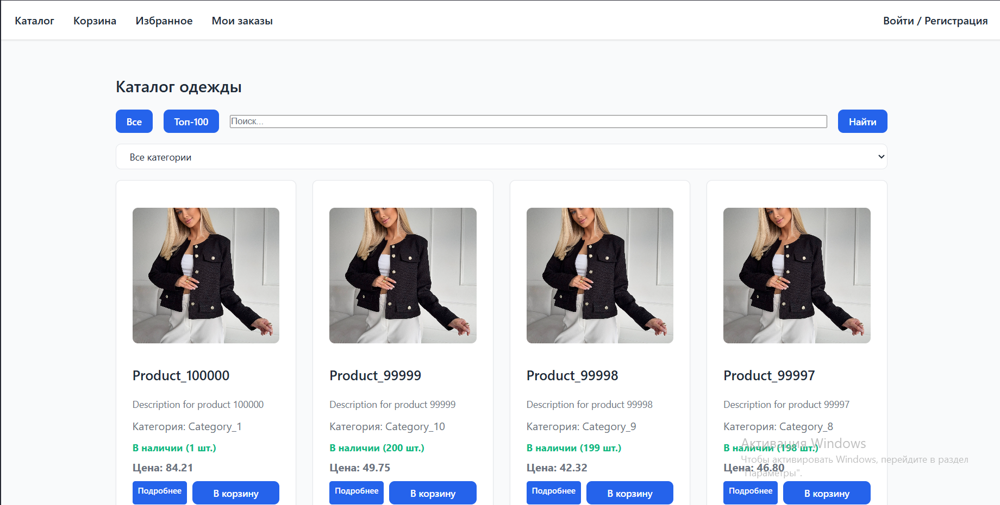 Каталог Корзина Избранное Мои заказы Войти / Регистрация
Каталог одежды
Все Топ-100 Поиск... Найти
Все категории
Product_100000 Product_99999 Product_99998 Product_99997
Description for product 100000 Description for product 99999 Description for product 99998 Description for product 99997
Категория: Category_1 Категория: Category_10 Категория: Category_9 Категория: Category_8
В наличии (1 шт.) В наличии (200 шт.) В наличии (199 шт.) В наличии (198 шт.)
Цена: 84.21 Цена: 49.75 Цена: 42.32 Цена: 46.80
Подробнее В корзину Подробнее В корзину Подробнее В корзину Подробнее В корзину
Активация Windows
Чтобы активировать Windows, перейдите в раздел
"Параметры".